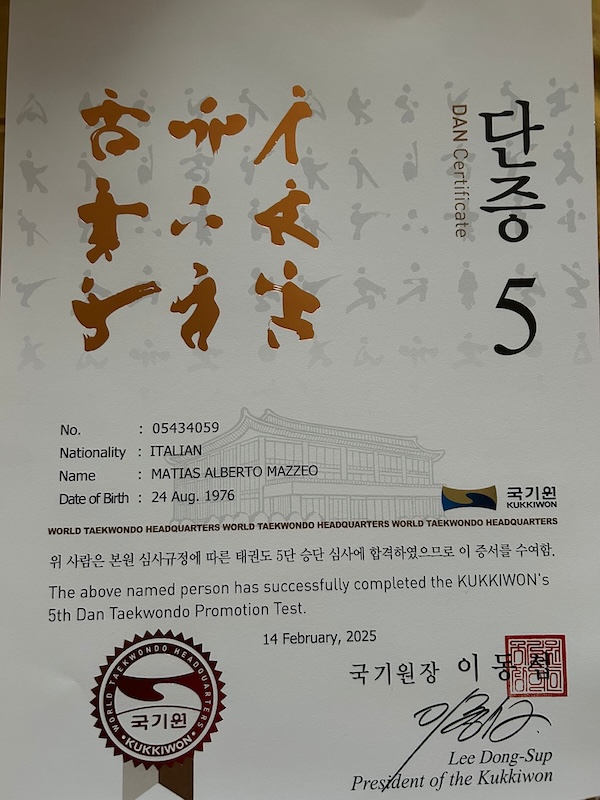 단증
DAN Certificate
5
No. : 05434059
Nationality : ITALIAN
Name : MATIAS ALBERTO MAZZEO
Date of Birth : 24 Aug. 1976
국기원
KUKKIWON
WORLD TAEKWONDO HEADQUARTERS WORLD TAEKWONDO HEADQUARTERS WORLD TAEKWONDO HEADQUARTERS
위 사람은 본원 심사규정에 따른 태권도 5단 승단 심사에 합격하였으므로 이 증서를 수여함.
The above named person has successfully completed the KUKKIWON's
5th Dan Taekwondo Promotion Test.
14 February, 2025
WORLD TAEKWONDO HEADQUARTERS
국기원
•KUKKIWON•
국기원장 이동섭
Lee Dong-Sup
President of the Kukkiwon